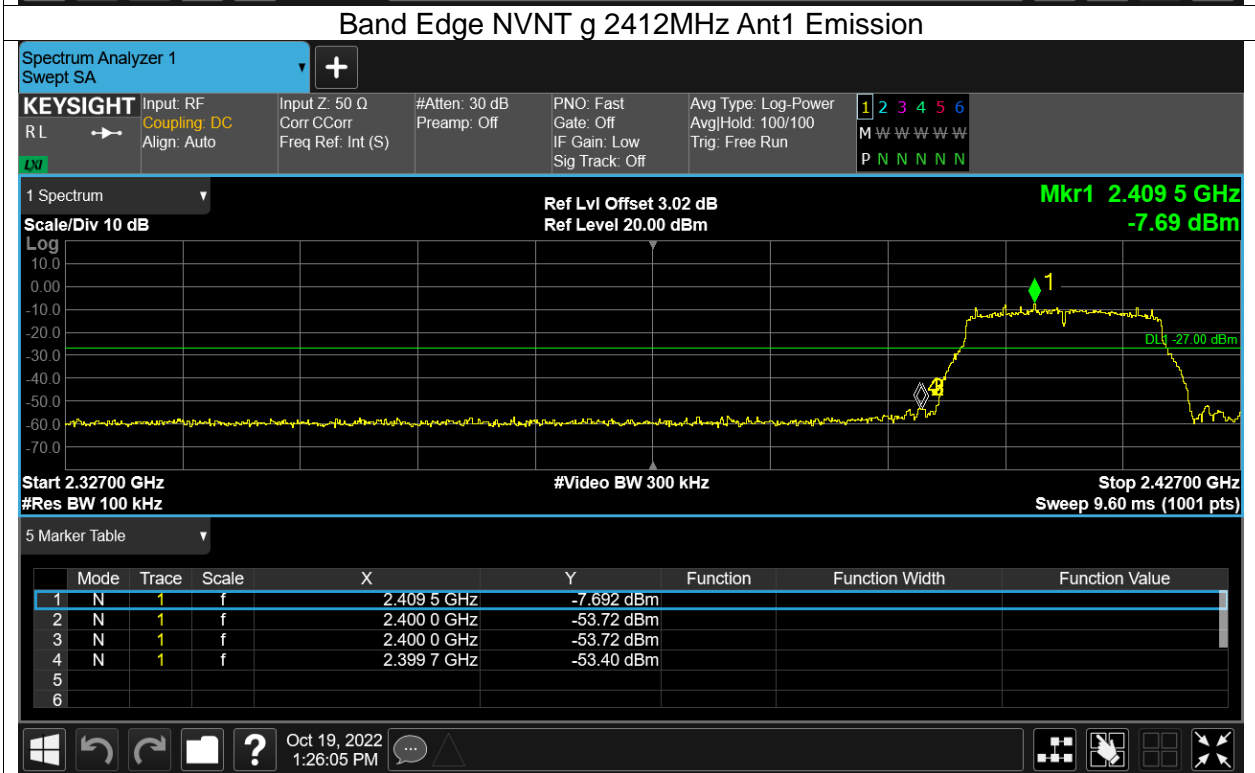 Band Edge NVNT g 2412MHz Ant1 Emission
Spectrum Analyzer 1
Swept SA
KEYSIGHT Input: RF Input Z: 50 Ω #Atten: 30 dB PNO: Fast Avg Type: Log-Power 1 2 3 4 5 6
RL Coupling: DC Corr CCorr Preamp: Off Gate: Off Avg|Hold: 100/100 M W W W W W
Align: Auto Freq Ref: Int (S) IF Gain: Low Trig: Free Run
LXI Sig Track: Off P N N N N N
1 Spectrum Ref Lvl Offset 3.02 dB Mkr1 2.409 5 GHz
Scale/Div 10 dB Ref Level 20.00 dBm -7.69 dBm
Log
10.0
0.00 1
-10.0
-20.0
DL1 -27.00 dBm
-30.0
-40.0
-50.0
-60.0
-70.0
Start 2.32700 GHz #Video BW 300 kHz Stop 2.42700 GHz
#Res BW 100 kHz Sweep 9.60 ms (1001 pts)
5 Marker Table
Mode Trace Scale X Y Function Function Width Function Value
1 N 1 f 2.409 5 GHz -7.692 dBm
2 N 1 f 2.400 0 GHz -53.72 dBm
3 N 1 f 2.400 0 GHz -53.72 dBm
4 N 1 f 2.399 7 GHz -53.40 dBm
5
6
? Oct 19, 2022
1:26:05 PM